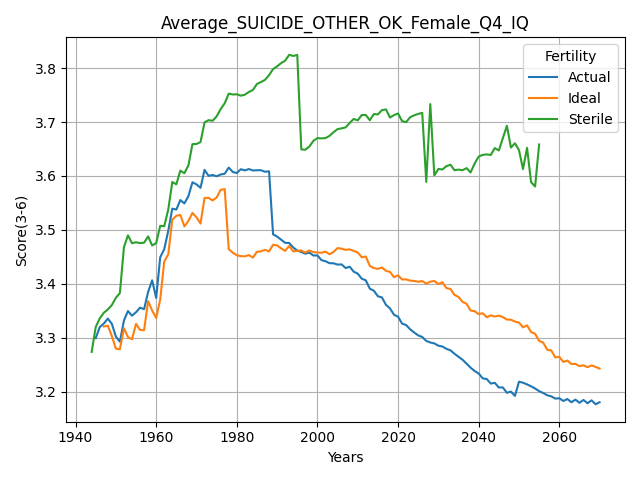 Average_SUICIDE_OTHER_OK_Female_Q4_IQ
Fertility
Actual
Ideal
Sterile
Score(3-6)
3.8
3.7
3.6
3.5
3.4
3.3
3.2
1940 1960 1980 2000 2020 2040 2060
Years